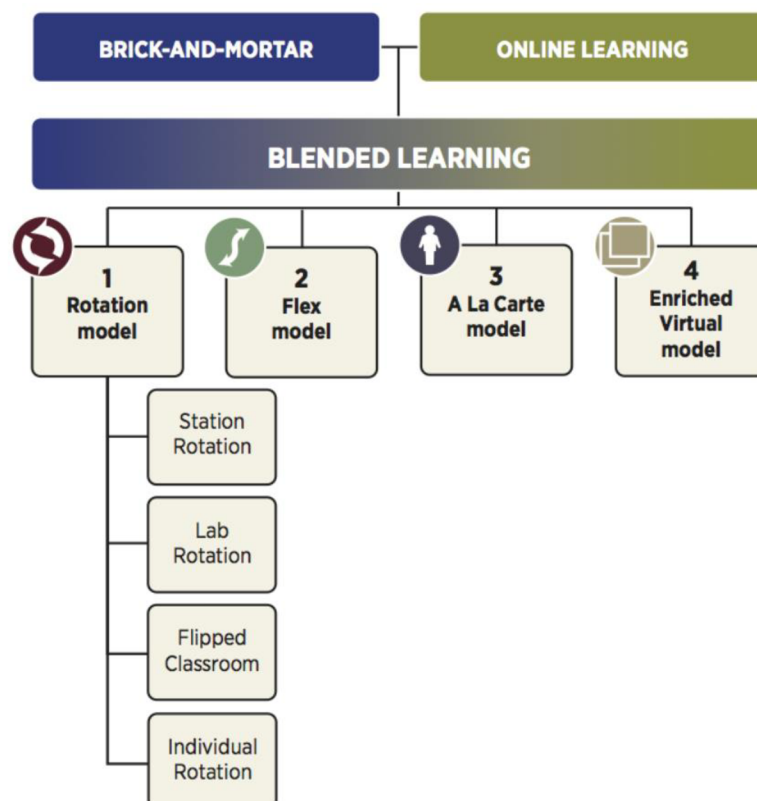 BRICK-AND-MORTAR
ONLINE LEARNING
BLENDED LEARNING
1
Rotation
model
2
Flex
model
3
A La Carte
model
4
Enriched
Virtual
model
Station
Rotation
Lab
Rotation
Flipped
Classroom
Individual
Rotation